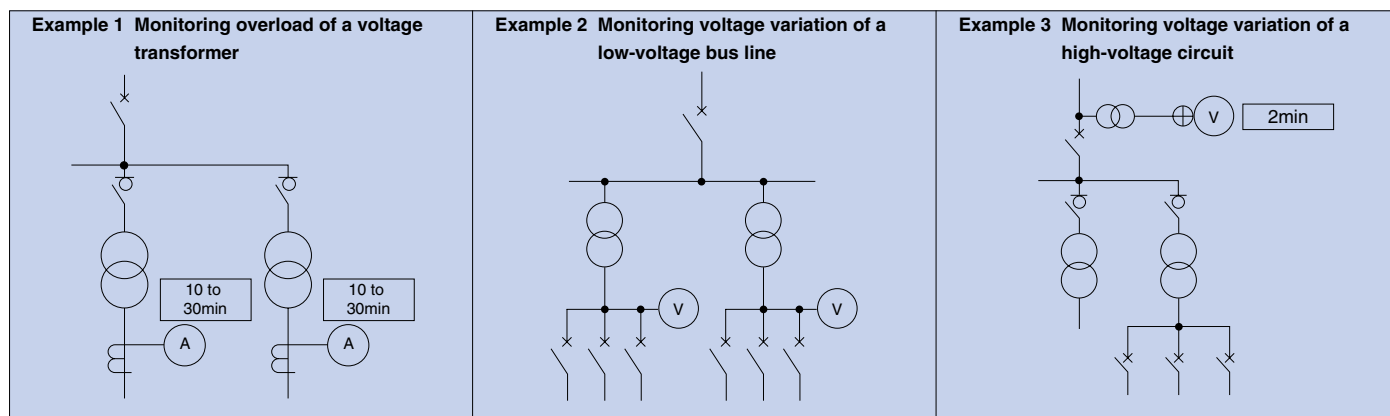 Example 1 Monitoring overload of a voltage
transformer
10 to
30min
A
10 to
30min
A
Example 2 Monitoring voltage variation of a
low-voltage bus line
V
V
Example 3 Monitoring voltage variation of a
high-voltage circuit
V
2min